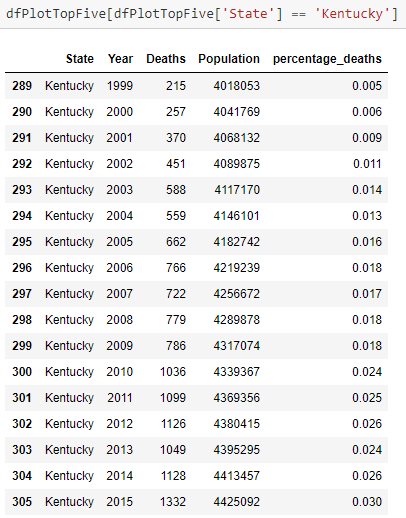 dfPlotTopFive[dfPlotTopFive['State'] == 'Kentucky']
State Year Deaths Population percentage_deaths
289 Kentucky 1999 215 4018053 0.005
290 Kentucky 2000 257 4041769 0.006
291 Kentucky 2001 370 4068132 0.009
292 Kentucky 2002 451 4089875 0.011
293 Kentucky 2003 588 4117170 0.014
294 Kentucky 2004 559 4146101 0.013
295 Kentucky 2005 662 4182742 0.016
296 Kentucky 2006 766 4219239 0.018
297 Kentucky 2007 722 4256672 0.017
298 Kentucky 2008 779 4289878 0.018
299 Kentucky 2009 786 4317074 0.018
300 Kentucky 2010 1036 4339367 0.024
301 Kentucky 2011 1099 4369356 0.025
302 Kentucky 2012 1126 4380415 0.026
303 Kentucky 2013 1049 4395295 0.024
304 Kentucky 2014 1128 4413457 0.026
305 Kentucky 2015 1332 4425092 0.030